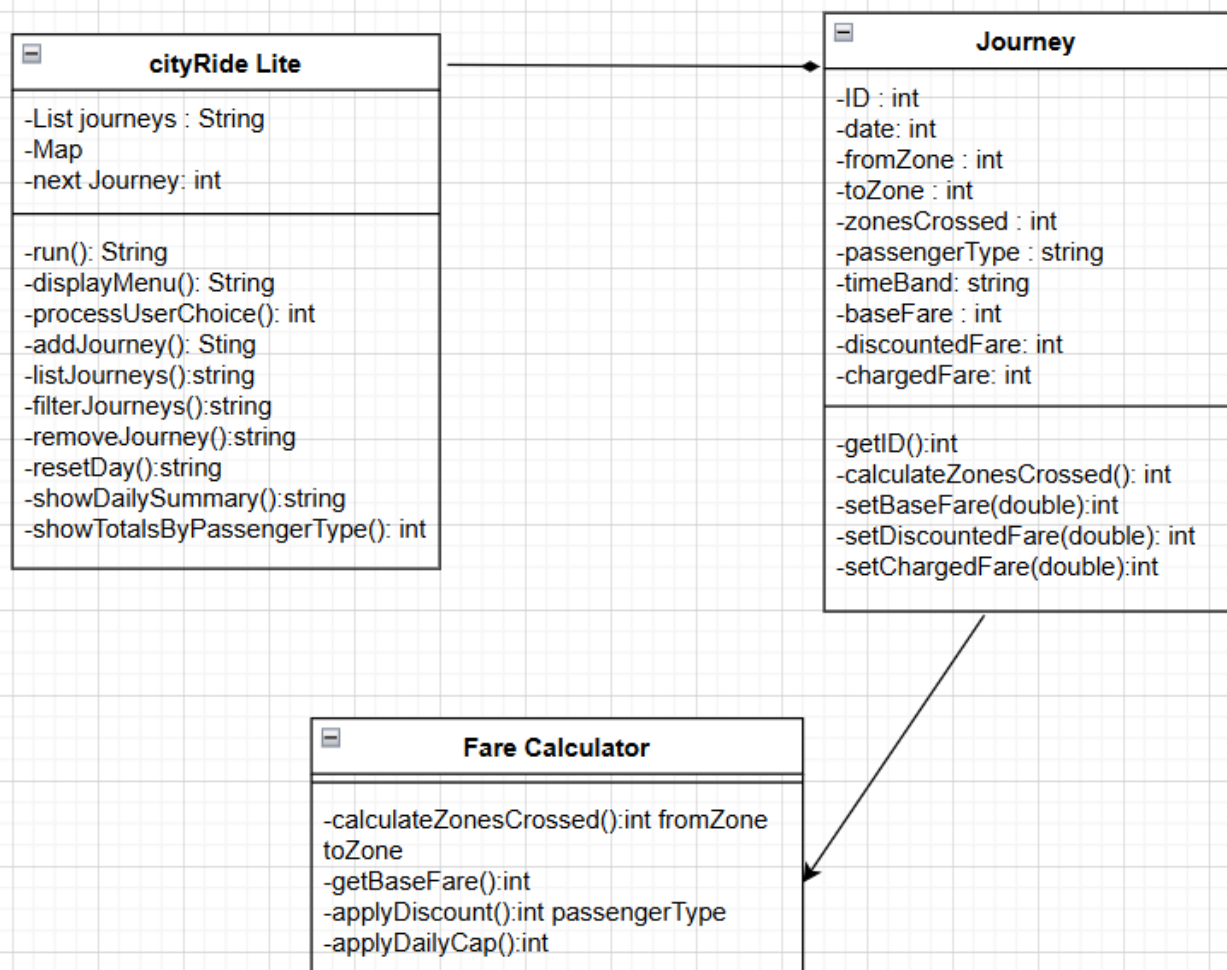 cityRide Lite
-List journeys : String
-Map
-next Journey: int
-run(): String
-displayMenu(): String
-processUserChoice(): int
-addJourney(): Sting
-listJourneys():string
-filterJourneys():string
-removeJourney():string
-resetDay():string
-showDailySummary():string
-showTotalsByPassengerType(): int
Journey
-ID : int
-date: int
-fromZone : int
-toZone : int
-zonesCrossed : int
-passengerType : string
-timeBand: string
-baseFare : int
-discountedFare: int
-chargedFare: int
-getID():int
-calculateZonesCrossed(): int
-setBaseFare(double):int
-setDiscountedFare(double): int
-setChargedFare(double):int
Fare Calculator
-calculateZonesCrossed():int fromZone
toZone
-getBaseFare():int
-applyDiscount():int passengerType
-applyDailyCap():int